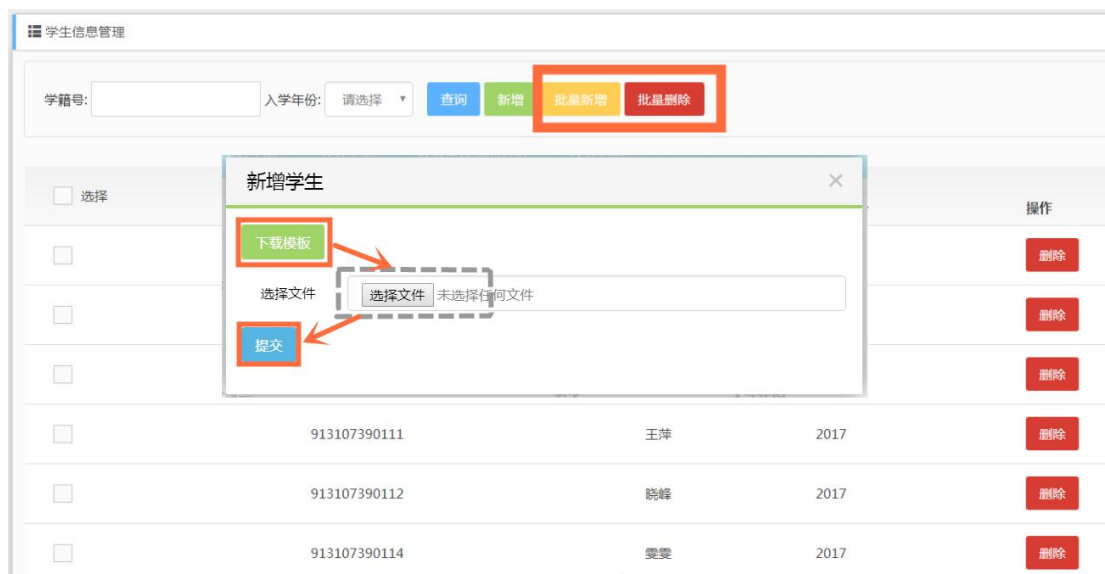 学生信息管理
学籍号: 入学年份: 请选择 查询 新增 批量新增 批量删除
新增学生 ×
选择 操作
下载模板 删除
选择文件 选择文件 未选择任何文件 删除
提交
删除
913107390111 王萍 2017 删除
913107390112 晓峰 2017 删除
913107390114 雯雯 2017 删除